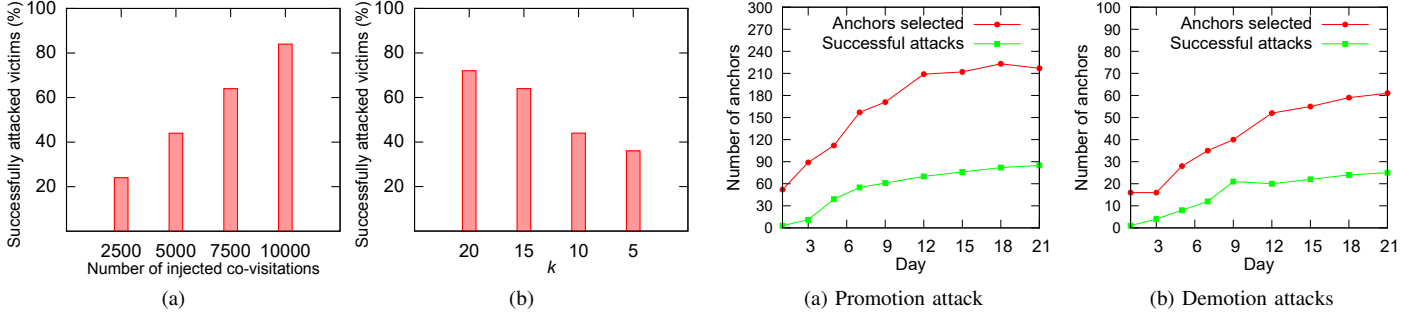 Successfully attacked victims (%)
100
80
60
40
20
2500 5000 7500 10000
Number of injected co-visitations
(a)
Successfully attacked victims (%)
100
80
60
40
20
20 15 10 5
k
(b)
Number of anchors
300
270
240
210
180
150
120
90
60
30
0
Anchors selected
Successful attacks
3 6 9 12 15 18 21
Day
(a) Promotion attack
Number of anchors
100
90
80
70
60
50
40
30
20
10
0
Anchors selected
Successful attacks
3 6 9 12 15 18 21
Day
(b) Demotion attacks